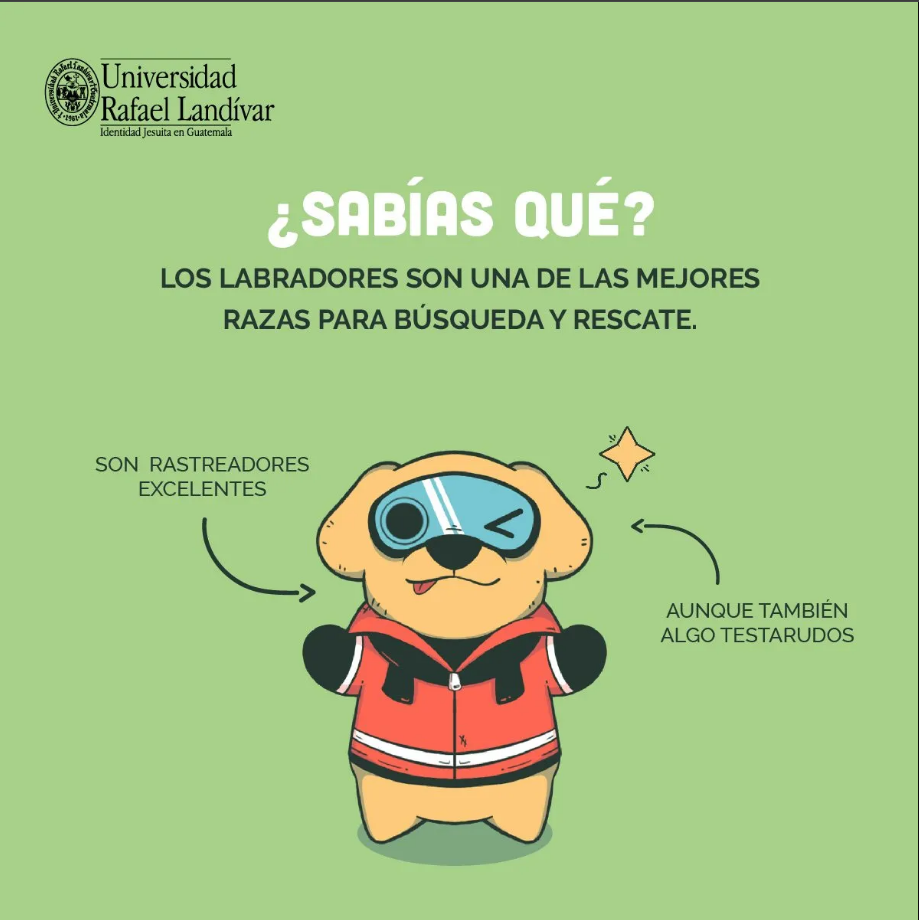 Universidad
Rafael Landívar
Identidad Jesuita en Guatemala
¿SABÍAS QUÉ?
LOS LABRADORES SON UNA DE LAS MEJORES
RAZAS PARA BÚSQUEDA Y RESCATE.
SON RASTREADORES
EXCELENTES
AUNQUE TAMBIÉN
ALGO TESTARUDOS